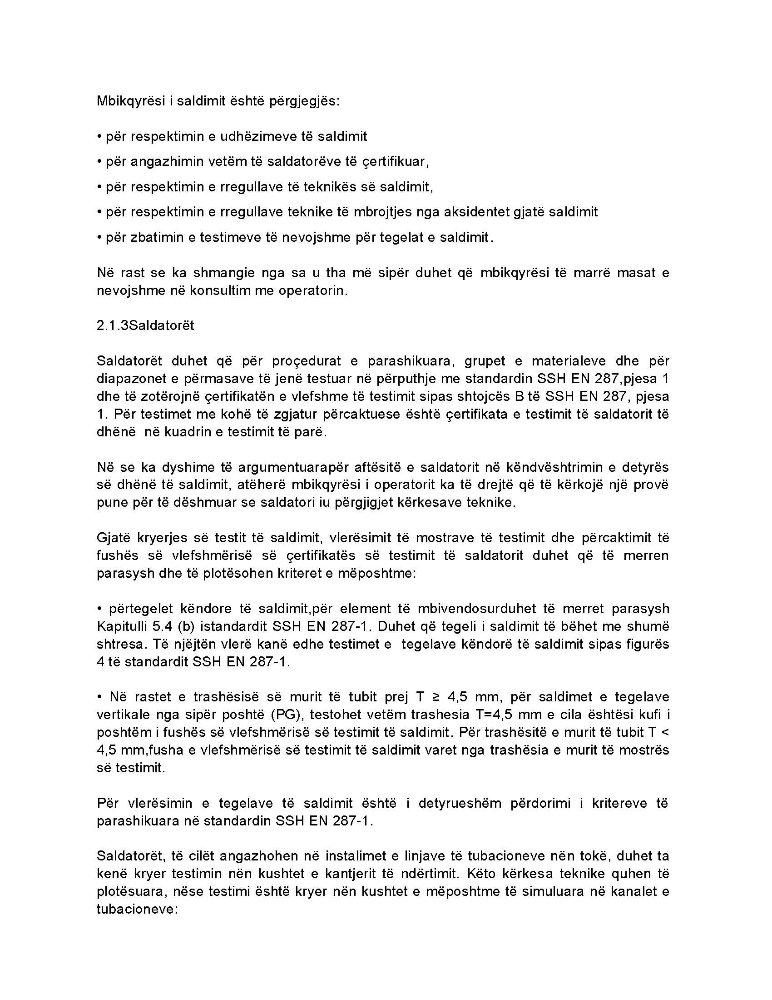 Mbikqyrësi i saldimit është përgjegjës:
• për respektimin e udhëzimeve të saldimit
• për angazhimin vetëm të saldatorëve të çertifikuar,
• për respektimin e rregullave të teknikës së saldimit,
• për respektimin e rregullave teknike të mbrojtjes nga aksidentet gjatë saldimit
• për zbatimin e testimeve të nevojshme për tegelat e saldimit.
Në rast se ka shmangie nga sa u tha më sipër duhet që mbikqyrësi të marrë masat e
nevojshme në konsultim me operatorin.
2.1.3Saldatorët
Saldatorët duhet që për proçedurat e parashikuara, grupet e materialeve dhe për
diapazonet e përmasave të jenë testuar në përputhje me standardin SSH EN 287,pjesa 1
dhe të zotërojnë çertifikatën e vlefshme të testimit sipas shtojcës B të SSH EN 287, pjesa
1. Për testimet me kohë të zgjatur përcaktuese është çertifikata e testimit të saldatorit të
dhënë  në kuadrin e testimit të parë.
Në se ka dyshime të argumentuarapër aftësitë e saldatorit në këndvështrimin e detyrës
së dhënë të saldimit, atëherë mbikqyrësi i operatorit ka të drejtë që të kërkojë një provë
pune për të dëshmuar se saldatori iu përgjigjet kërkesave teknike.
Gjatë kryerjes së testit të saldimit, vlerësimit të mostrave të testimit dhe përcaktimit të
fushës së vlefshmërisë së çertifikatës së testimit të saldatorit duhet që të merren
parasysh dhe të plotësohen kriteret e mëposhtme:
• përtegelet këndore të saldimit,për element të mbivendosurduhet të merret parasysh
Kapitulli 5.4 (b) istandardit SSH EN 287-1. Duhet që tegeli i saldimit të bëhet me shumë
shtresa. Të njëjtën vlerë kanë edhe testimet e  tegelave këndorë të saldimit sipas figurës
4 të standardit SSH EN 287-1.
• Në rastet e trashësisë së murit të tubit prej T ≥ 4,5 mm, për saldimet e tegelave
vertikale nga sipër poshtë (PG), testohet vetëm trashesia T=4,5 mm e cilaështësi kufi i
poshtëm i fushës së vlefshmërisë së testimit të saldimit. Për trashësitë e murit të tubit T <
4,5 mm,fusha e vlefshmërisë së testimit të saldimit varet nga trashësia e murit të mostrës
së testimit.
Për vlerësimin e tegelave të saldimit është i detyrueshëm përdorimi i kritereve të
parashikuara në standardin SSH EN 287-1.
Saldatorët, të cilët angazhohen në instalimet e linjave të tubacioneve nën tokë, duhet ta
kenë kryer testimin nën kushtet e kantjerit të ndërtimit. Këto kërkesa teknike quhen të
plotësuara, nëse testimi është kryer nën kushtet e mëposhtme të simuluara në kanalet e
tubacioneve: